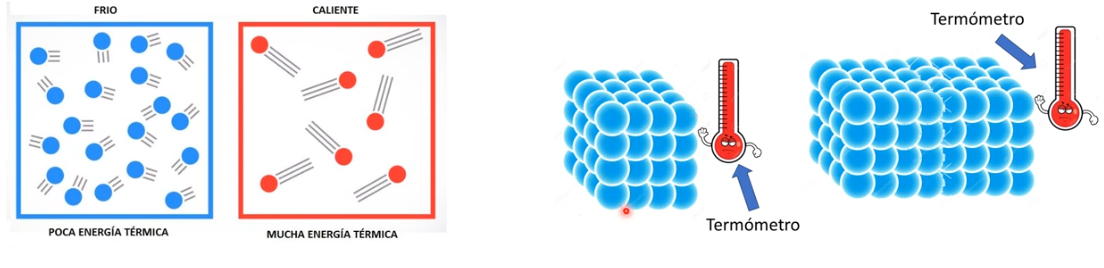 FRIO
CALIENTE
POCA ENERGÍA TÉRMICA
MUCHA ENERGÍA TÉRMICA
Termómetro
Termómetro